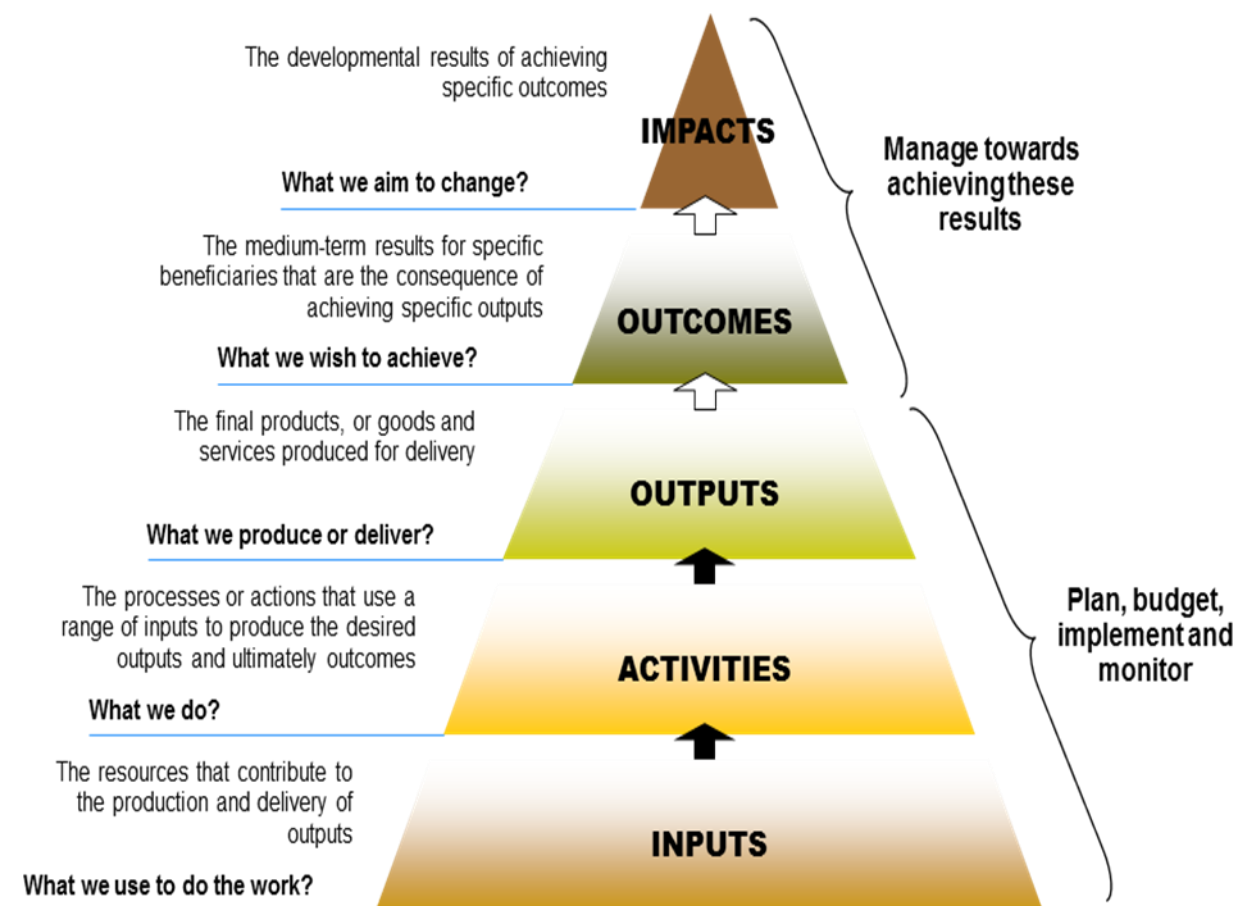 The developmental results of achieving
specific outcomes
IMPACTS
What we aim to change?
Manage towards
achieving these
results
The medium-term results for specific
beneficiaries that are the consequence of
achieving specific outputs
OUTCOMES
What we wish to achieve?
The final products, or goods and
services produced for delivery
OUTPUTS
What we produce or deliver?
The processes or actions that use a
range of inputs to produce the desired
outputs and ultimately outcomes
ACTIVITIES
What we do?
Plan, budget,
implement and
monitor
The resources that contribute to
the production and delivery of
outputs
INPUTS
What we use to do the work?